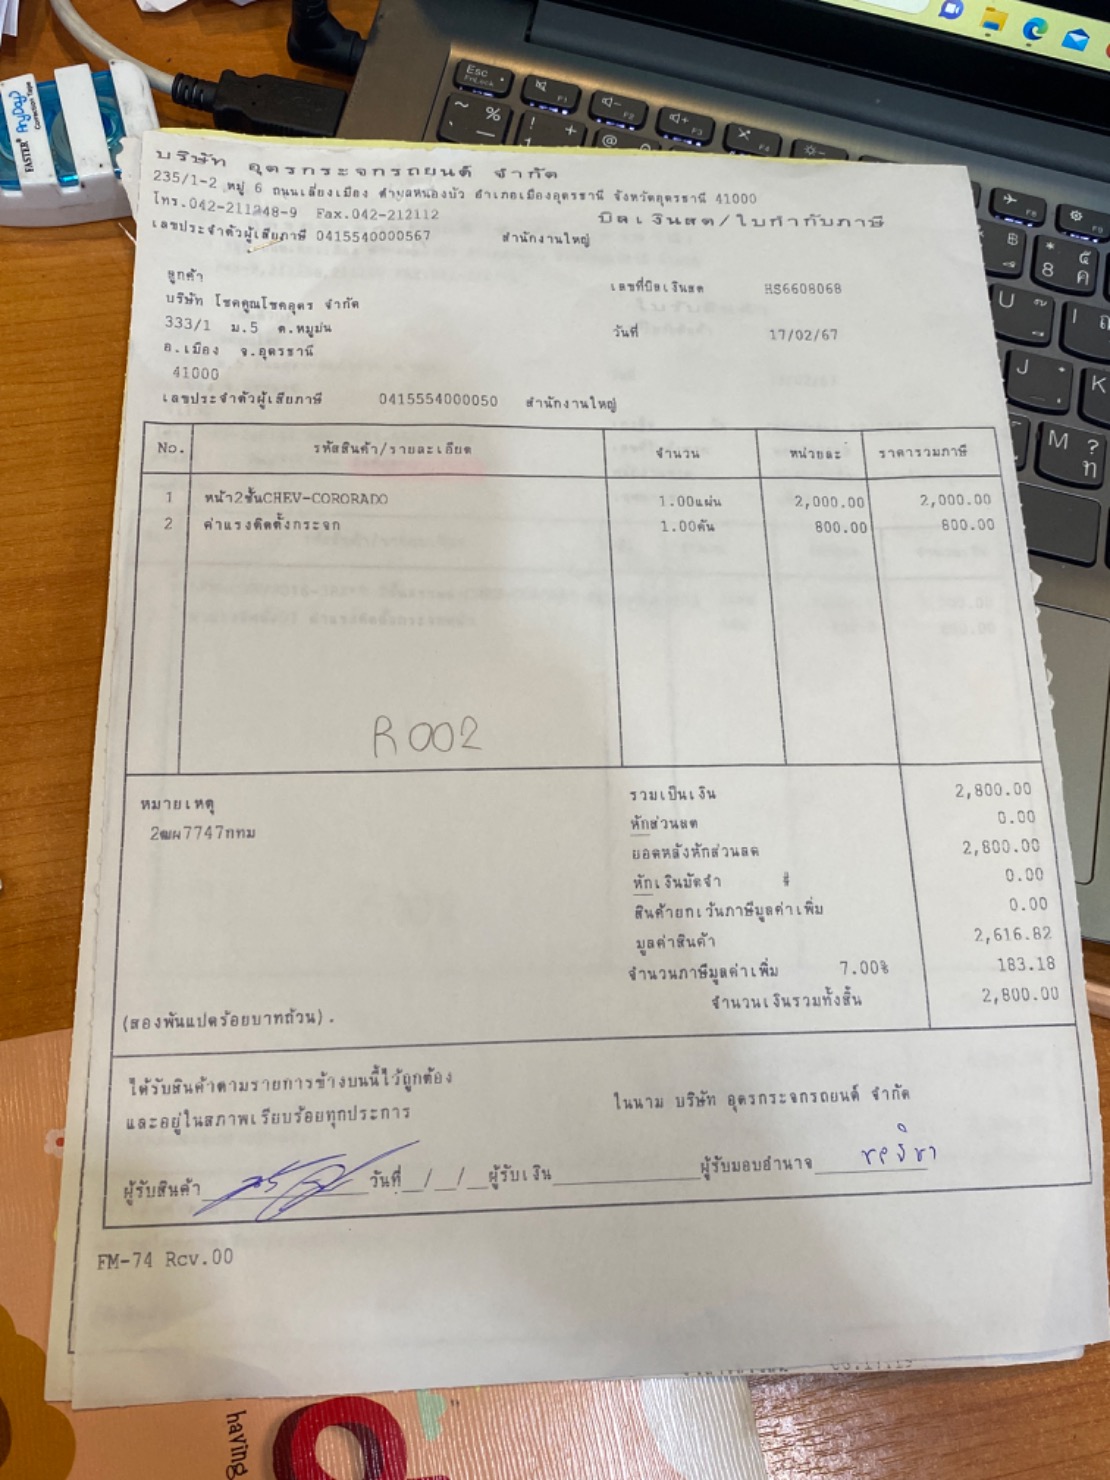 บริษัท อุดรกระจกรถยนต์ จำกัด
235/1-2 หมู่ 6 ถนนเลี่ยงเมือง ตำบลหนองบัว อำเภอเมืองอุดรธานี จังหวัดอุดรธานี 41000
โทร.042-211248-9 Fax.042-212112
บิลเงินสด/ใบกำกับภาษี
เลขประจำตัวผู้เสียภาษี 0415540000567 สำนักงานใหญ่
ลูกค้า
เลขที่บิลเงินสด HS6608068
บริษัท โชคคูณโชคอุดร จำกัด
333/1 ม.5 ต.หมูม่น
วันที่ 17/02/67
อ.เมือง จ.อุดรธานี
41000
เลขประจำตัวผู้เสียภาษี 0415554000050 สำนักงานใหญ่
No. รหัสสินค้า/รายละเอียด จำนวน หน่วยละ ราคารวมภาษี
1 หน้า2ชั้นCHEV-CORORADO 1.00แผ่น 2,000.00 2,000.00
2 ค่าแรงติดตั้งกระจก 1.00คัน 800.00 800.00
R002
หมายเหตุ
2ฒผ7747กทม
รวมเป็นเงิน 2,800.00
หักส่วนลด 0.00
ยอดหลังหักส่วนลด 2,800.00
หักเงินมัดจำ # 0.00
สินค้ายกเว้นภาษีมูลค่าเพิ่ม 0.00
มูลค่าสินค้า 2,616.82
จำนวนภาษีมูลค่าเพิ่ม 7.00% 183.18
จำนวนเงินรวมทั้งสิ้น 2,800.00
(สองพันแปดร้อยบาทถ้วน).
ได้รับสินค้าตามรายการข้างบนนี้ไว้ถูกต้อง
และอยู่ในสภาพเรียบร้อยทุกประการ
ในนาม บริษัท อุดรกระจกรถยนต์ จำกัด
ผู้รับสินค้า วันที่ / / ผู้รับเงิน ผู้รับมอบอำนาจ
FM-74 Rcv.00
having
FASTER AnyDay
Correction Tape
Esc
FnLock
F1
F2
F3
F4
F8
F9